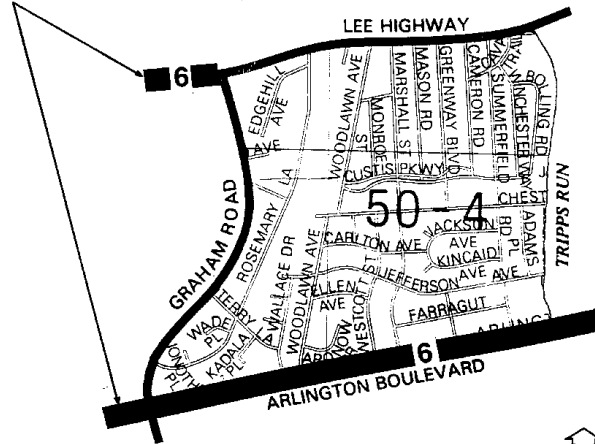 LEE HIGHWAY
6
EDGEHILL
AVE
AVE
WOODLAWN AVE
MONROE
ST
MARSHALL ST
MASON RD
GREENWAY BLVD
CAMERON RD
SUMMERFIELD
WINCHESTER WAY
BOLLING RD
CUSTIS PKWY
CHEST
50-4
TRIPPS RUN
GRAHAM ROAD
ROSEMARY LA
WALLACE DR
WOODLAWN AVE
CARLTON AVE
JACKSON
AVE
KINCAID
AVE
RD PL
ADAMS
JEFFERSON
AVE
ELLEN
AVE
FARRAGUT
TERRY LA
WADE
PL
KADALA
PL
PL
6
ARLINGTON BOULEVARD